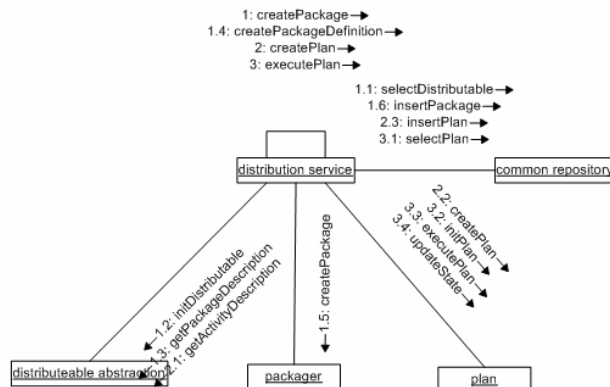 1: createPackage
1.4: createPackageDefinition
2: createPlan
3: executePlan
1.1: selectDistributable
1.6: insertPackage
2.3: insertPlan
3.1: selectPlan
distribution service
common repository
2.2: createPlan
3.2: initPlan
3.3: executePlan
3.4: updateState
1.2: initDistributable
1.3: getPackageDescription
2.1: getActivityDescription
1.5: createPackage
distributeable abstraction
packager
plan